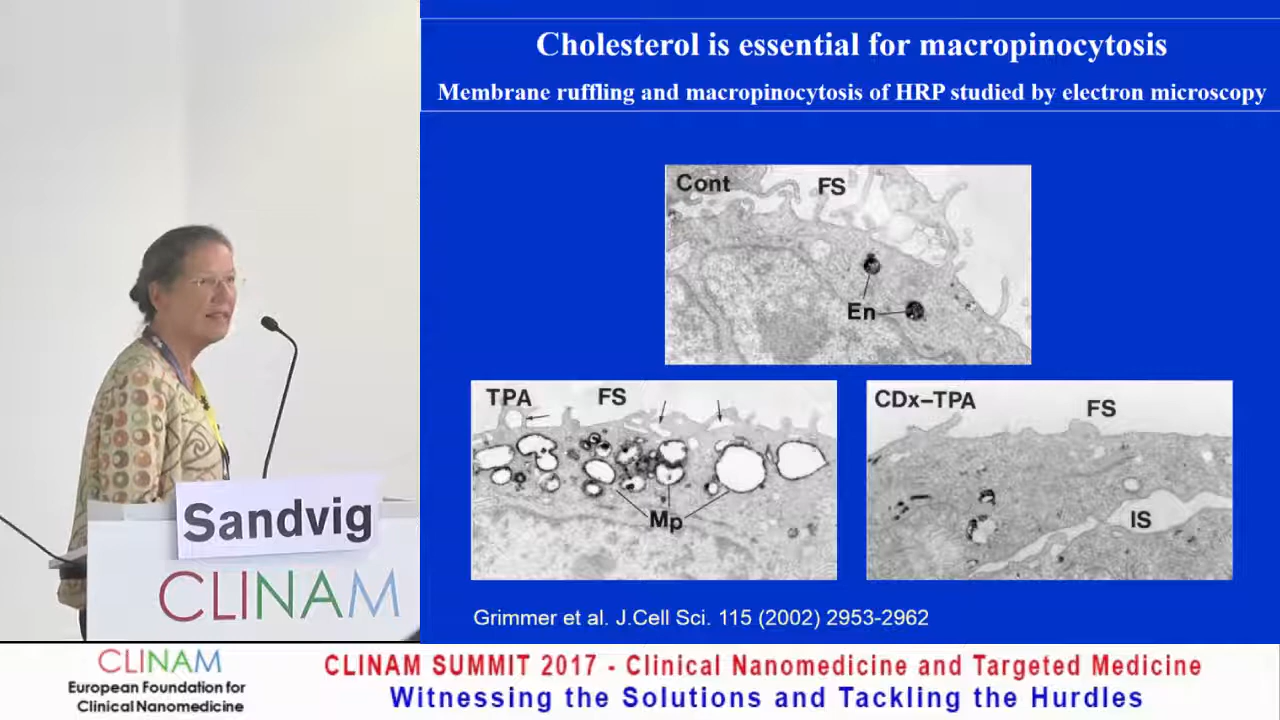 Cholesterol is essential for macropinocytosis
Membrane ruffling and macropinocytosis of HRP studied by electron microscopy
Cont FS
En
TPA FS
Mp
CDx–TPA FS
IS
Grimmer et al. J.Cell Sci. 115 (2002) 2953-2962
Sandvig
CLINAM
CLINAM
European Foundation for
Clinical Nanomedicine
CLINAM SUMMIT 2017 - Clinical Nanomedicine and Targeted Medicine
Witnessing the Solutions and Tackling the Hurdles